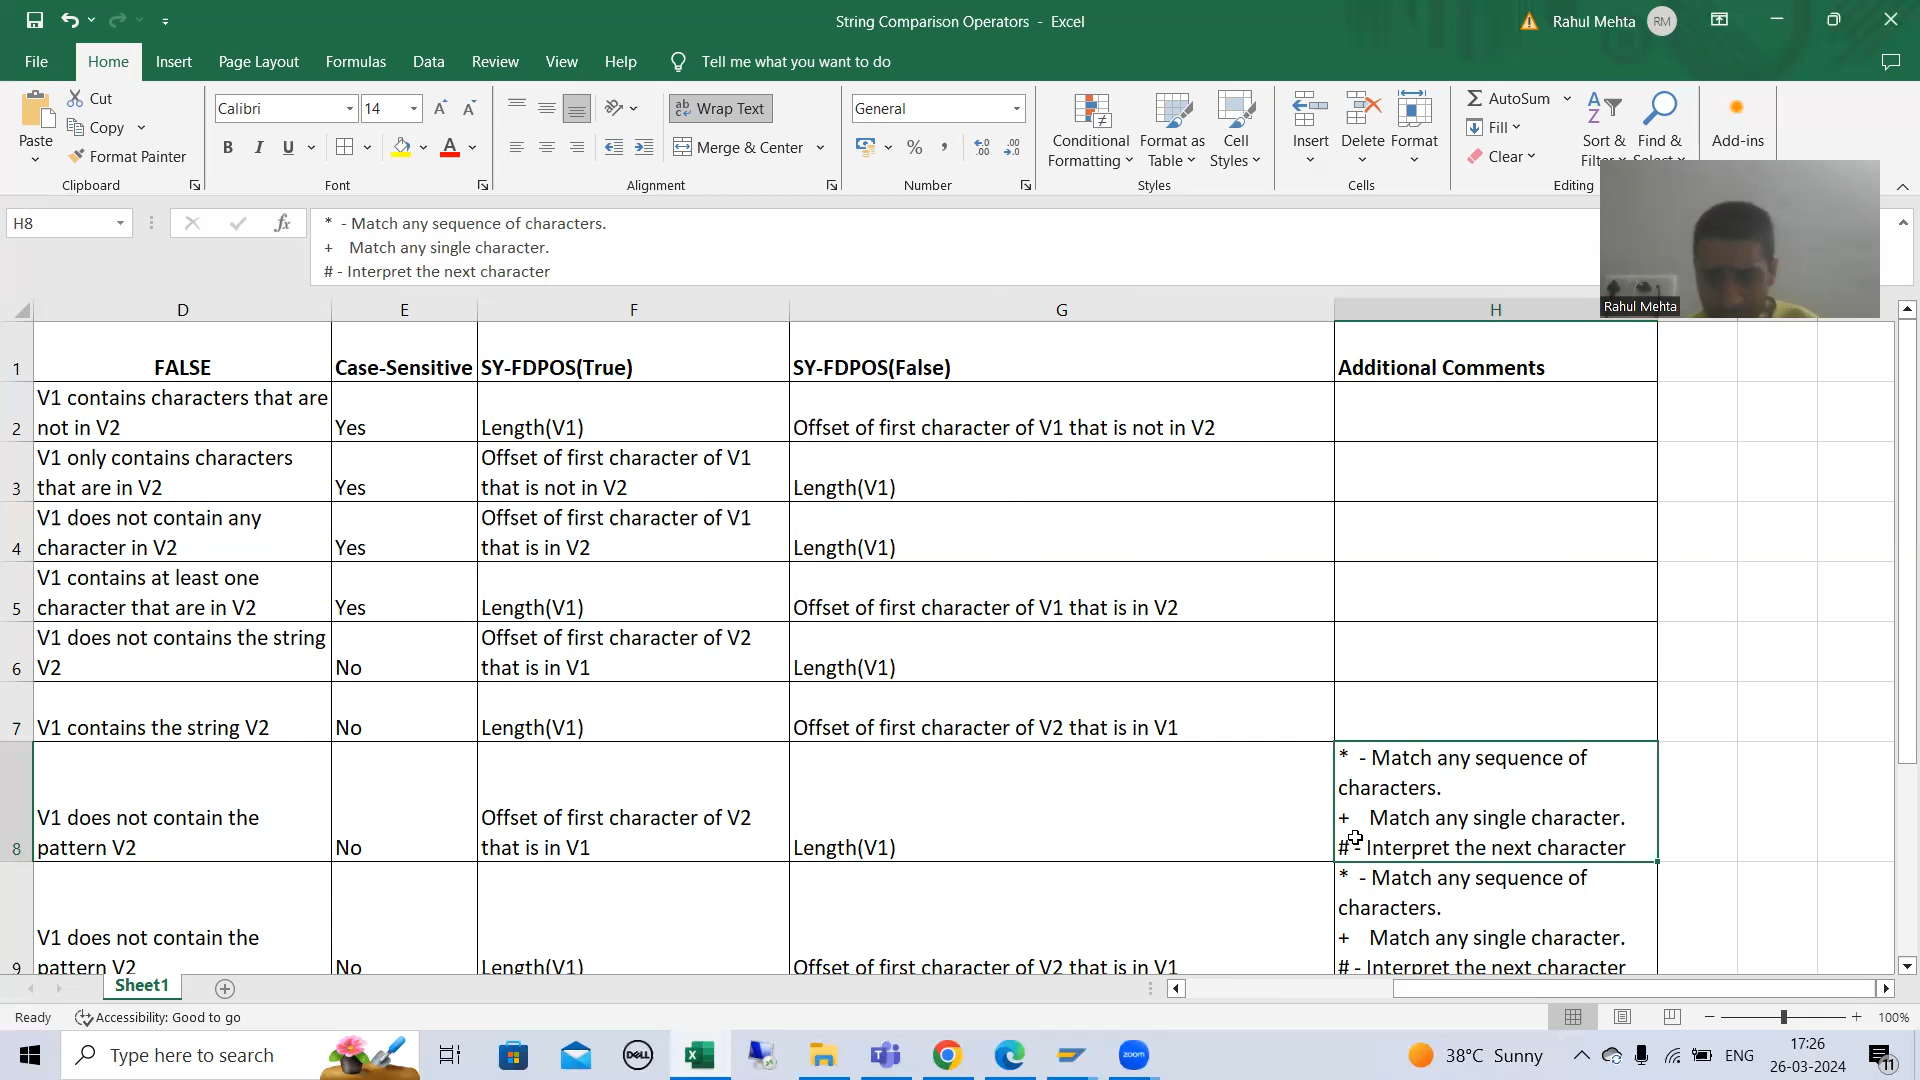 String Comparison Operators - Excel
Rahul Mehta
RM
File
Home
Insert
Page Layout
Formulas
Data
Review
View
Help
Tell me what you want to do
Paste
Cut
Copy
Format Painter
Clipboard
Calibri
14
B I U
Font
Wrap Text
Merge & Center
Alignment
General
Number
Conditional
Formatting
Format as
Table
Cell
Styles
Styles
Insert
Delete
Format
Cells
AutoSum
Fill
Clear
Sort &
Find &
Editing
Add-ins
Rahul Mehta
H8
fx
* - Match any sequence of characters.
+ Match any single character.
# - Interpret the next character
D E F G H
1 FALSE Case-Sensitive SY-FDPOS(True) SY-FDPOS(False) Additional Comments
V1 contains characters that are
2 not in V2 Yes Length(V1) Offset of first character of V1 that is not in V2
V1 only contains characters Offset of first character of V1
3 that are in V2 Yes that is not in V2 Length(V1)
V1 does not contain any Offset of first character of V1
4 character in V2 Yes that is in V2 Length(V1)
V1 contains at least one
5 character that are in V2 Yes Length(V1) Offset of first character of V1 that is in V2
V1 does not contains the string Offset of first character of V2
6 V2 No that is in V1 Length(V1)
7 V1 contains the string V2 No Length(V1) Offset of first character of V2 that is in V1
* - Match any sequence of
characters.
V1 does not contain the Offset of first character of V2 + Match any single character.
8 pattern V2 No that is in V1 Length(V1) # - Interpret the next character
* - Match any sequence of
characters.
V1 does not contain the + Match any single character.
9 pattern V2 No Length(V1) Offset of first character of V2 that is in V1 # - Interpret the next character
Sheet1
Ready
Accessibility: Good to go
100%
Type here to search
DELL
zoom
38°C Sunny
ENG
17:26
26-03-2024
11